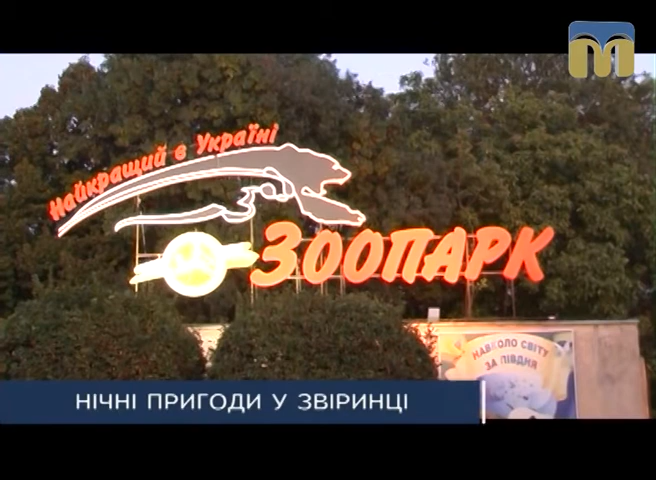 Найкращий в Україні
ЗООПАРК
НАВКОЛО СВІТУ
ЗА ПІВДНЯ
НІЧНІ ПРИГОДИ У ЗВІРИНЦІ